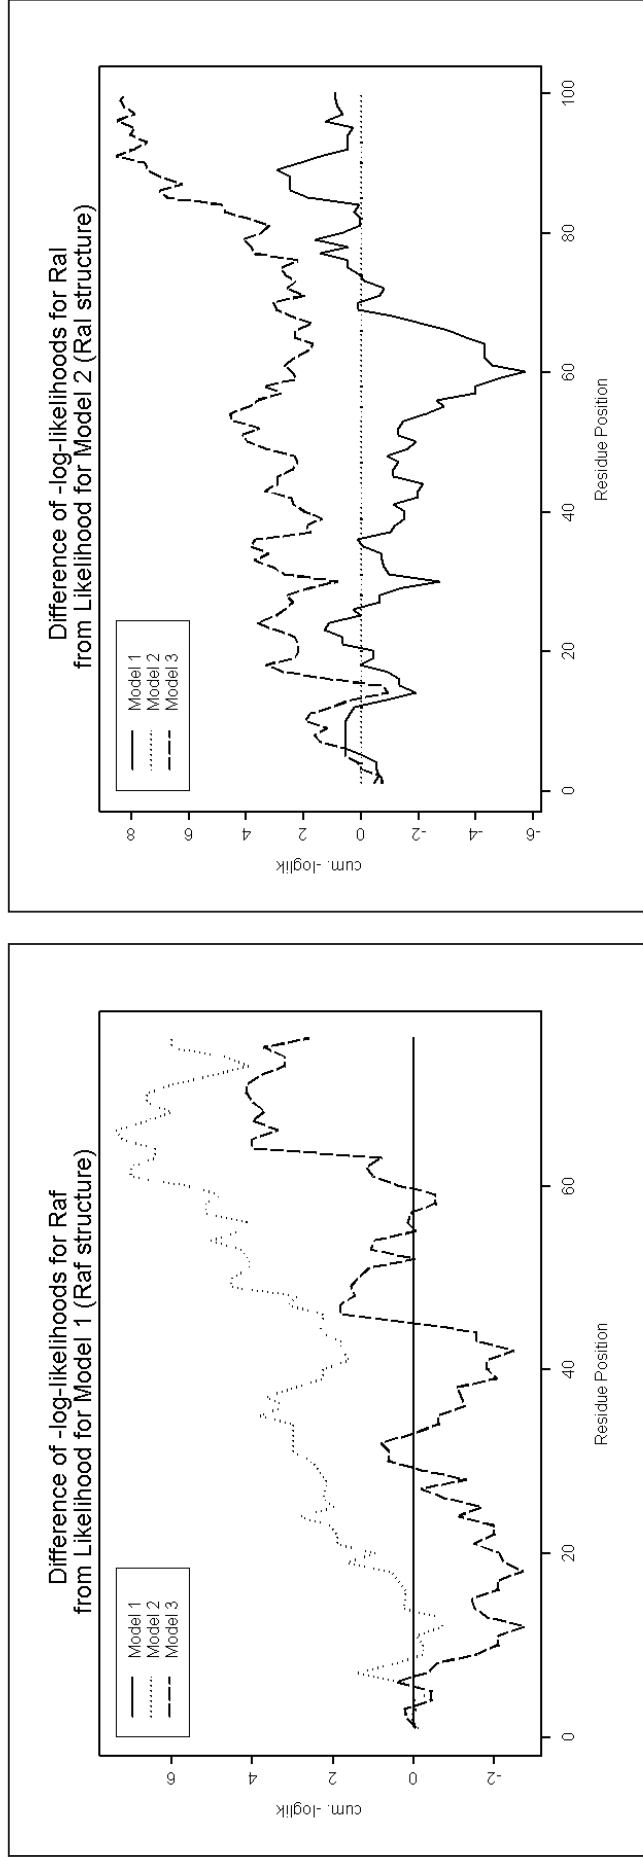 Difference of -log-likelihoods for Raf
from Likelihood for Model 1 (Raf structure)
Model 1
Model 2
Model 3
cum. -loglik
6
4
2
0
-2
0
20
40
60
Residue Position
Difference of -log-likelihoods for Ral
from Likelihood for Model 2 (Ral structure)
Model 1
Model 2
Model 3
cum. -loglik
8
6
4
2
0
-2
-4
-6
0
20
40
60
80
100
Residue Position